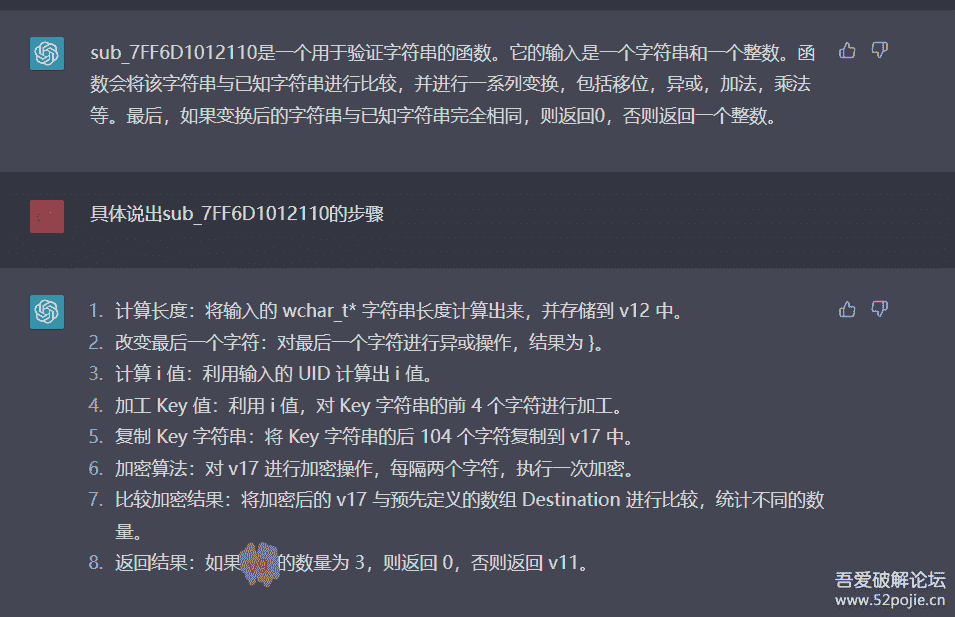 sub_7FF6D1012110是一个用于验证字符串的函数。它的输入是一个字符串和一个整数。函
数会将该字符串与已知字符串进行比较，并进行一系列变换，包括移位，异或，加法，乘法
等。最后，如果变换后的字符串与已知字符串完全相同，则返回0，否则返回一个整数。
具体说出sub_7FF6D1012110的步骤
1. 计算长度：将输入的 wchar_t* 字符串长度计算出来，并存储到 v12 中。
2. 改变最后一个字符：对最后一个字符进行异或操作，结果为 }。
3. 计算 i 值：利用输入的 UID 计算出 i 值。
4. 加工 Key 值：利用 i 值，对 Key 字符串的前 4 个字符进行加工。
5. 复制 Key 字符串：将 Key 字符串的后 104 个字符复制到 v17 中。
6. 加密算法：对 v17 进行加密操作，每隔两个字符，执行一次加密。
7. 比较加密结果：将加密后的 v17 与预先定义的数组 Destination 进行比较，统计不同的数
量。
8. 返回结果：如果的数量为 3，则返回 0，否则返回 v11。
吾爱破解论坛
www.52pojie.cn